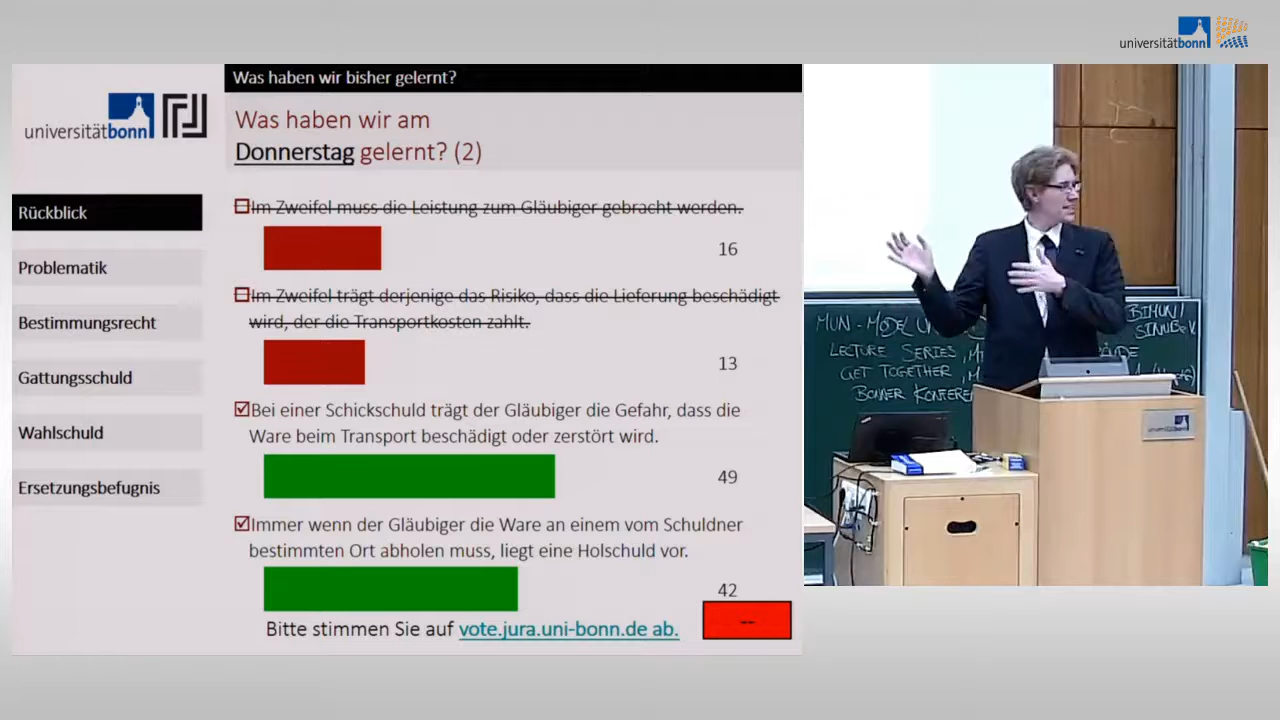 universitätbonn
Was haben wir bisher gelernt?
universitätbonn
Was haben wir am
Donnerstag gelernt? (2)
Rückblick
Problematik
Bestimmungsrecht
Gattungsschuld
Wahlschuld
Ersetzungsbefugnis
Im Zweifel muss die Leistung zum Gläubiger gebracht werden.
16
Im Zweifel trägt derjenige das Risiko, dass die Lieferung beschädigt
wird, der die Transportkosten zahlt.
13
Bei einer Schickschuld trägt der Gläubiger die Gefahr, dass die
Ware beim Transport beschädigt oder zerstört wird.
49
Immer wenn der Gläubiger die Ware an einem vom Schuldner
bestimmten Ort abholen muss, liegt eine Holschuld vor.
42
Bitte stimmen Sie auf vote.jura.uni-bonn.de ab.
MUN - MODEL
LECTURE SERIES
GET TOGETHER
BONNER
BIMUN/
SINUB e.V.
universitätbonn